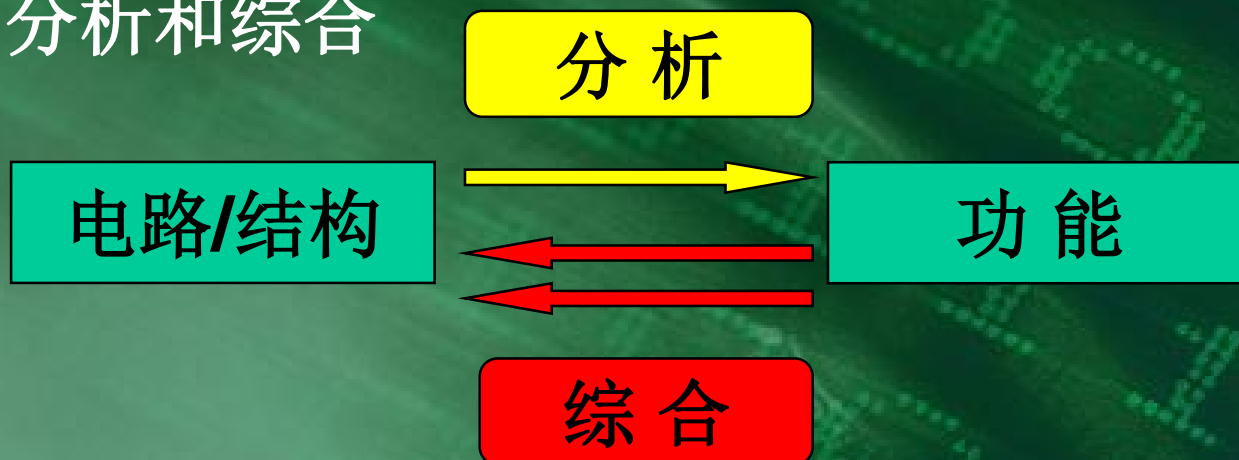 分析和综合
分 析
电路/结构
功 能
综 合